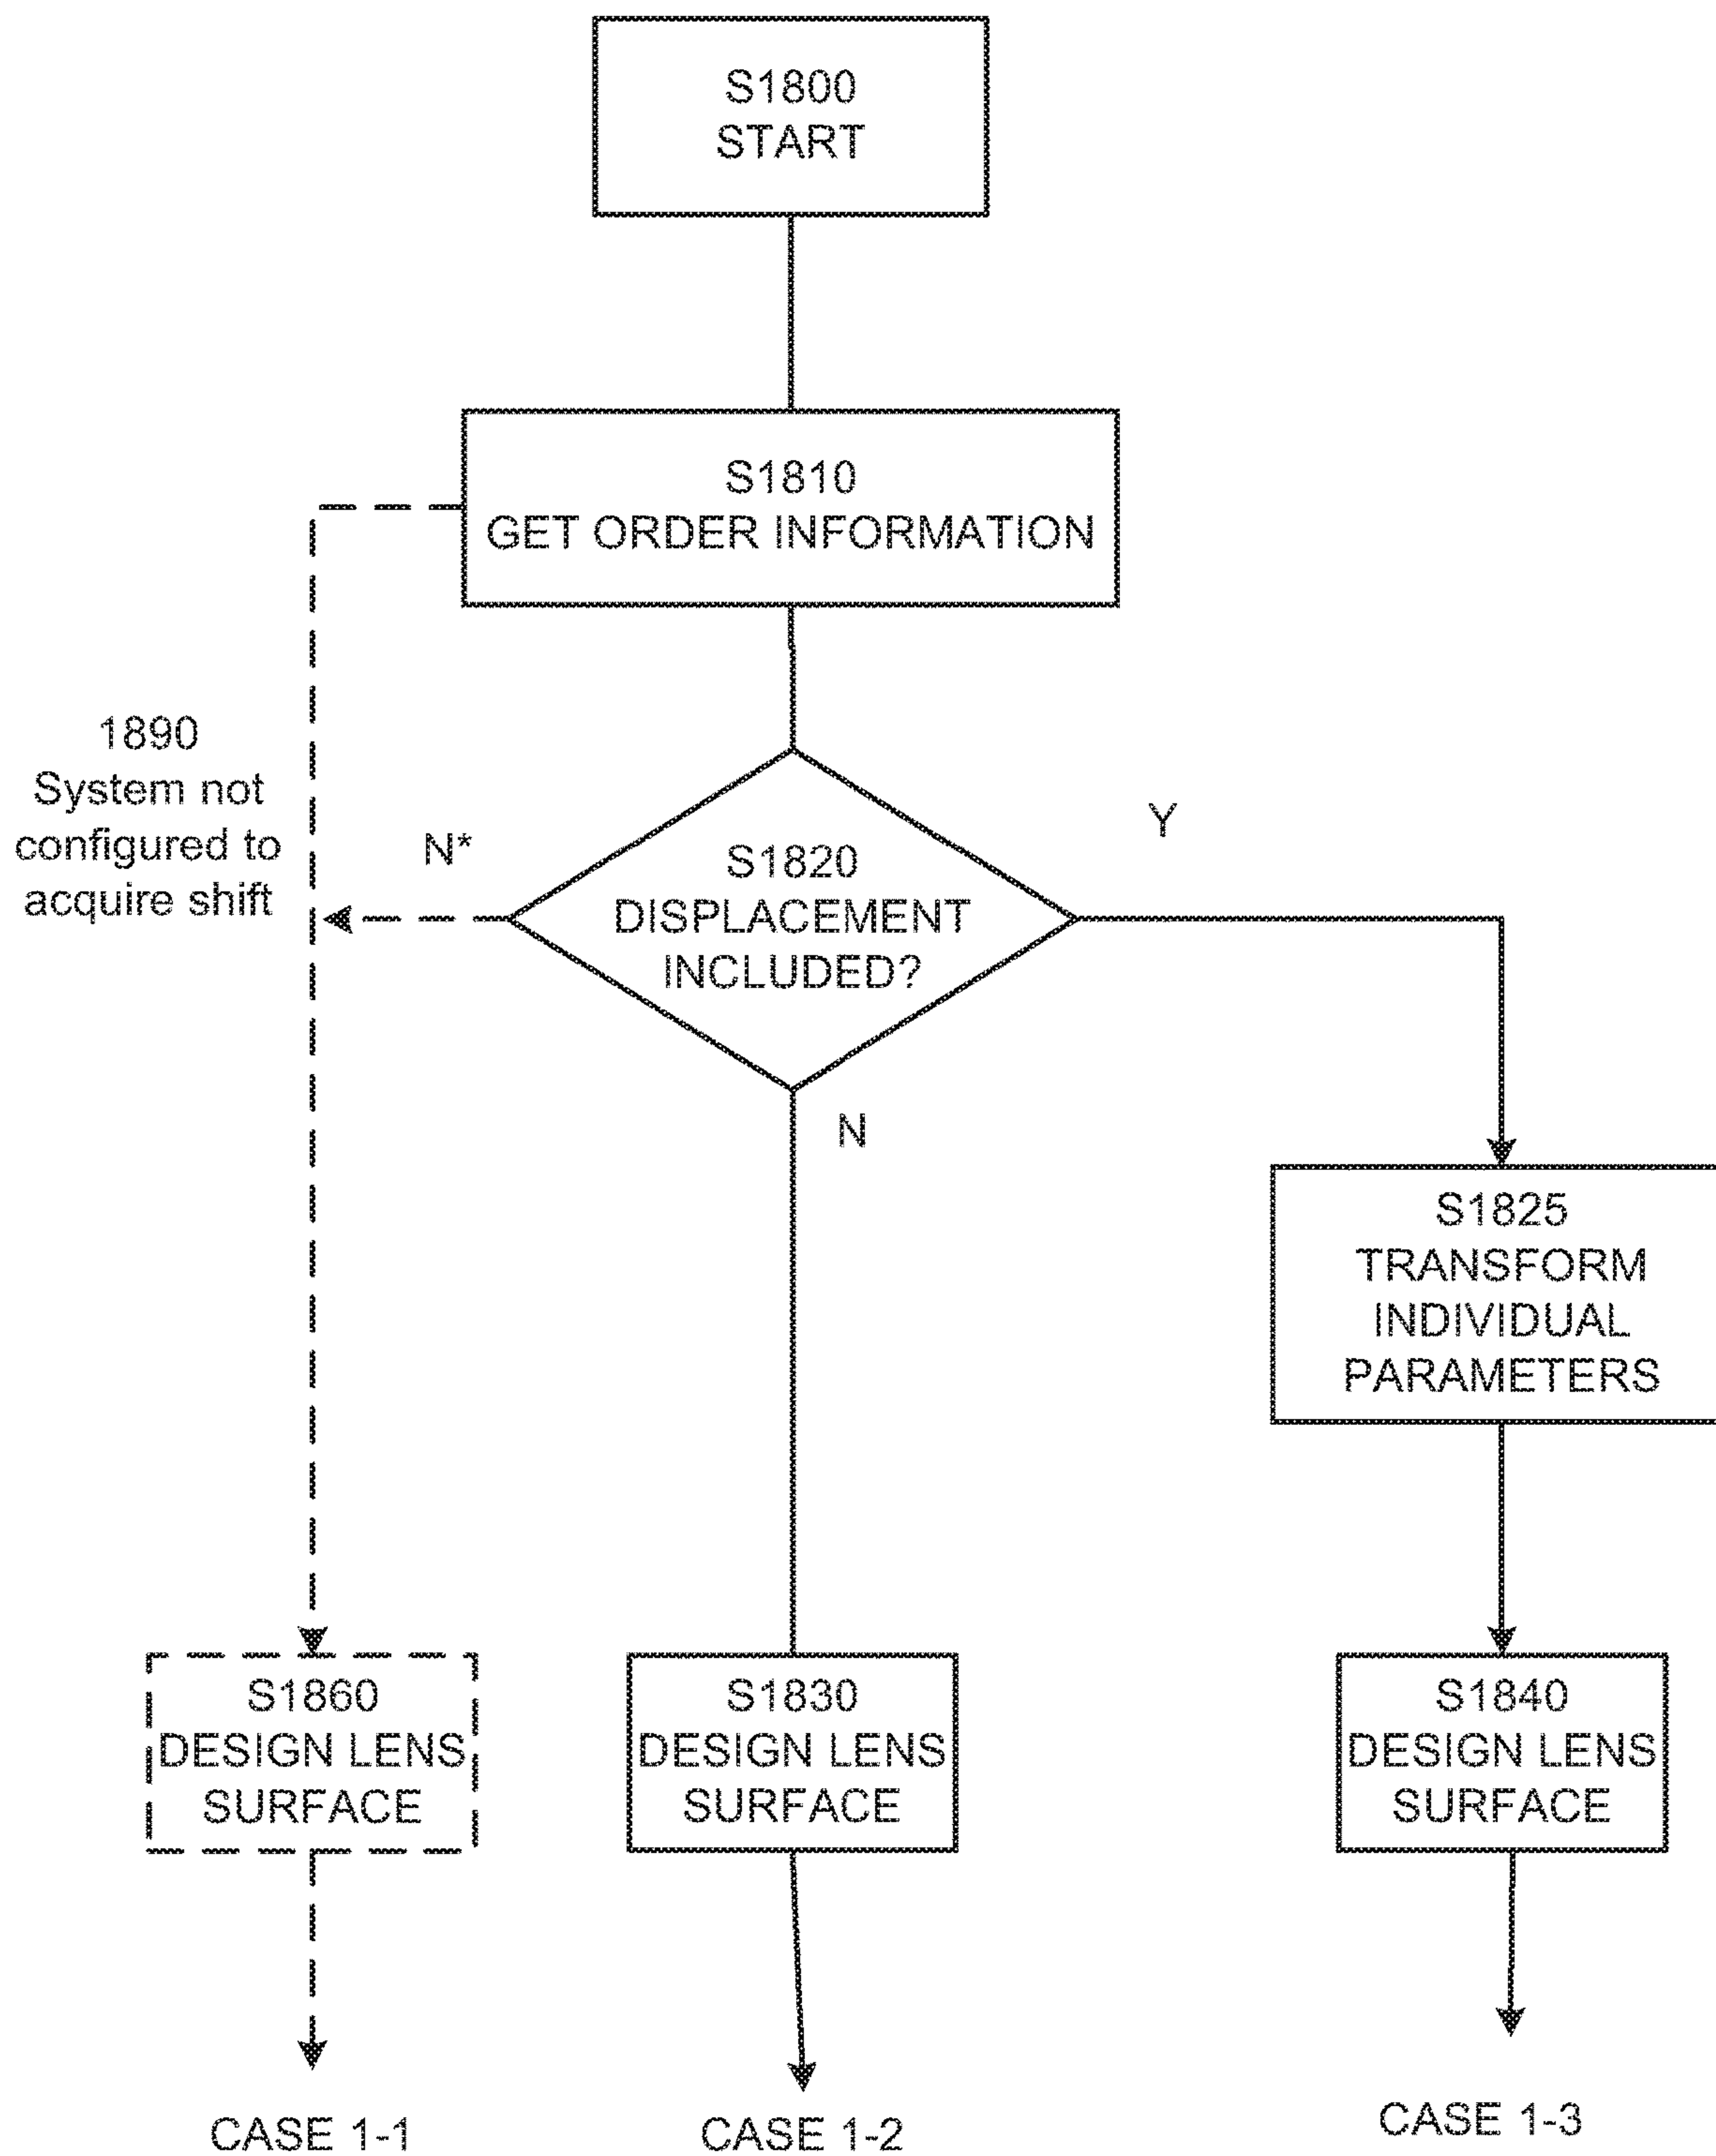 S1800
START
S1810
GET ORDER INFORMATION
1890
System not
configured to
acquire shift
N*
Y
S1820
DISPLACEMENT
INCLUDED?
N
S1825
TRANSFORM
INDIVIDUAL
PARAMETERS
S1860
DESIGN LENS
SURFACE
S1830
DESIGN LENS
SURFACE
S1840
DESIGN LENS
SURFACE
CASE 1-1
CASE 1-2
CASE 1-3